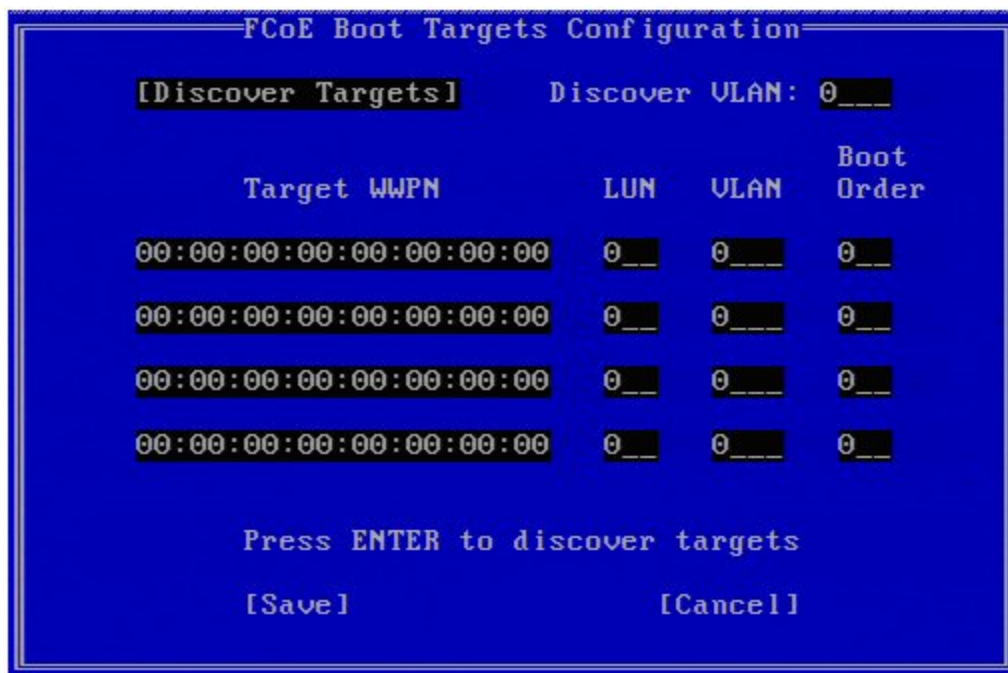 FCoE Boot Targets Configuration
[Discover Targets] Discover VLAN: 0___
Boot
Target WWPN LUN VLAN Order
00:00:00:00:00:00:00:00 0__ 0___ 0__
00:00:00:00:00:00:00:00 0__ 0___ 0__
00:00:00:00:00:00:00:00 0__ 0___ 0__
00:00:00:00:00:00:00:00 0__ 0___ 0__
Press ENTER to discover targets
[Save] [Cancel]